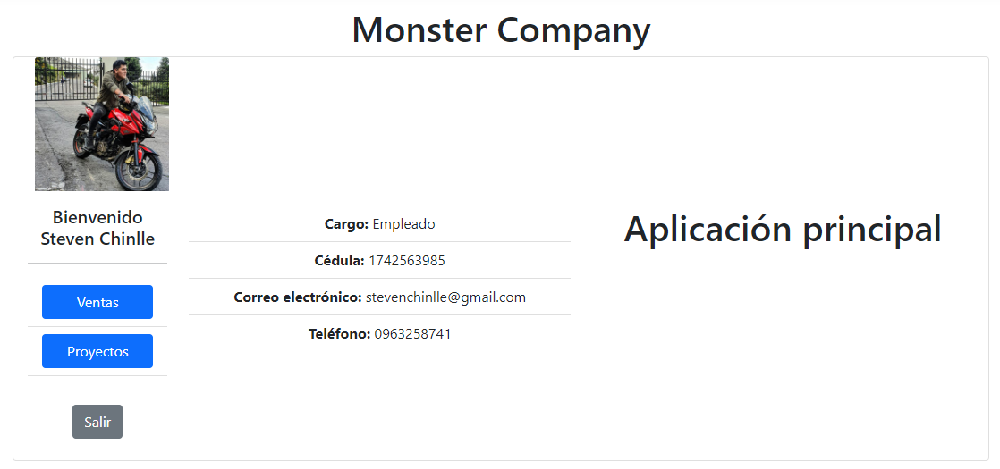 Monster Company
Bienvenido
Steven Chinlle
Ventas
Proyectos
Salir
Cargo: Empleado
Cédula: 1742563985
Correo electrónico: stevenchinlle@gmail.com
Teléfono: 0963258741
Aplicación principal